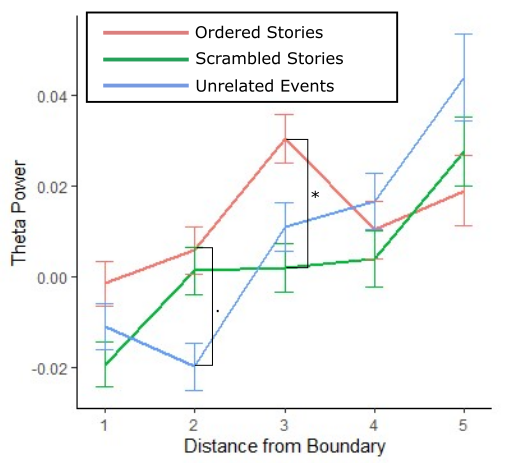 Ordered Stories
Scrambled Stories
Unrelated Events
Theta Power
0.04
0.02
0.00
-0.02
*
.
1 2 3 4 5
Distance from Boundary